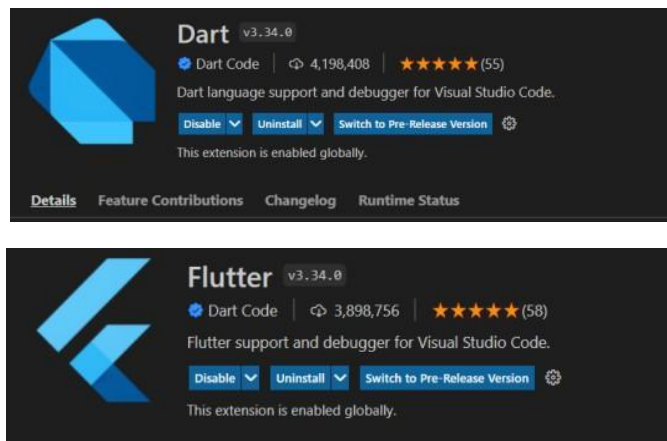 Dart v3.34.0
Dart Code 4,198,408 ★★★★★(55)
Dart language support and debugger for Visual Studio Code.
Disable Uninstall Switch to Pre-Release Version
This extension is enabled globally.
Details Feature Contributions Changelog Runtime Status
Flutter v3.34.0
Dart Code 3,898,756 ★★★★★(58)
Flutter support and debugger for Visual Studio Code.
Disable Uninstall Switch to Pre-Release Version
This extension is enabled globally.